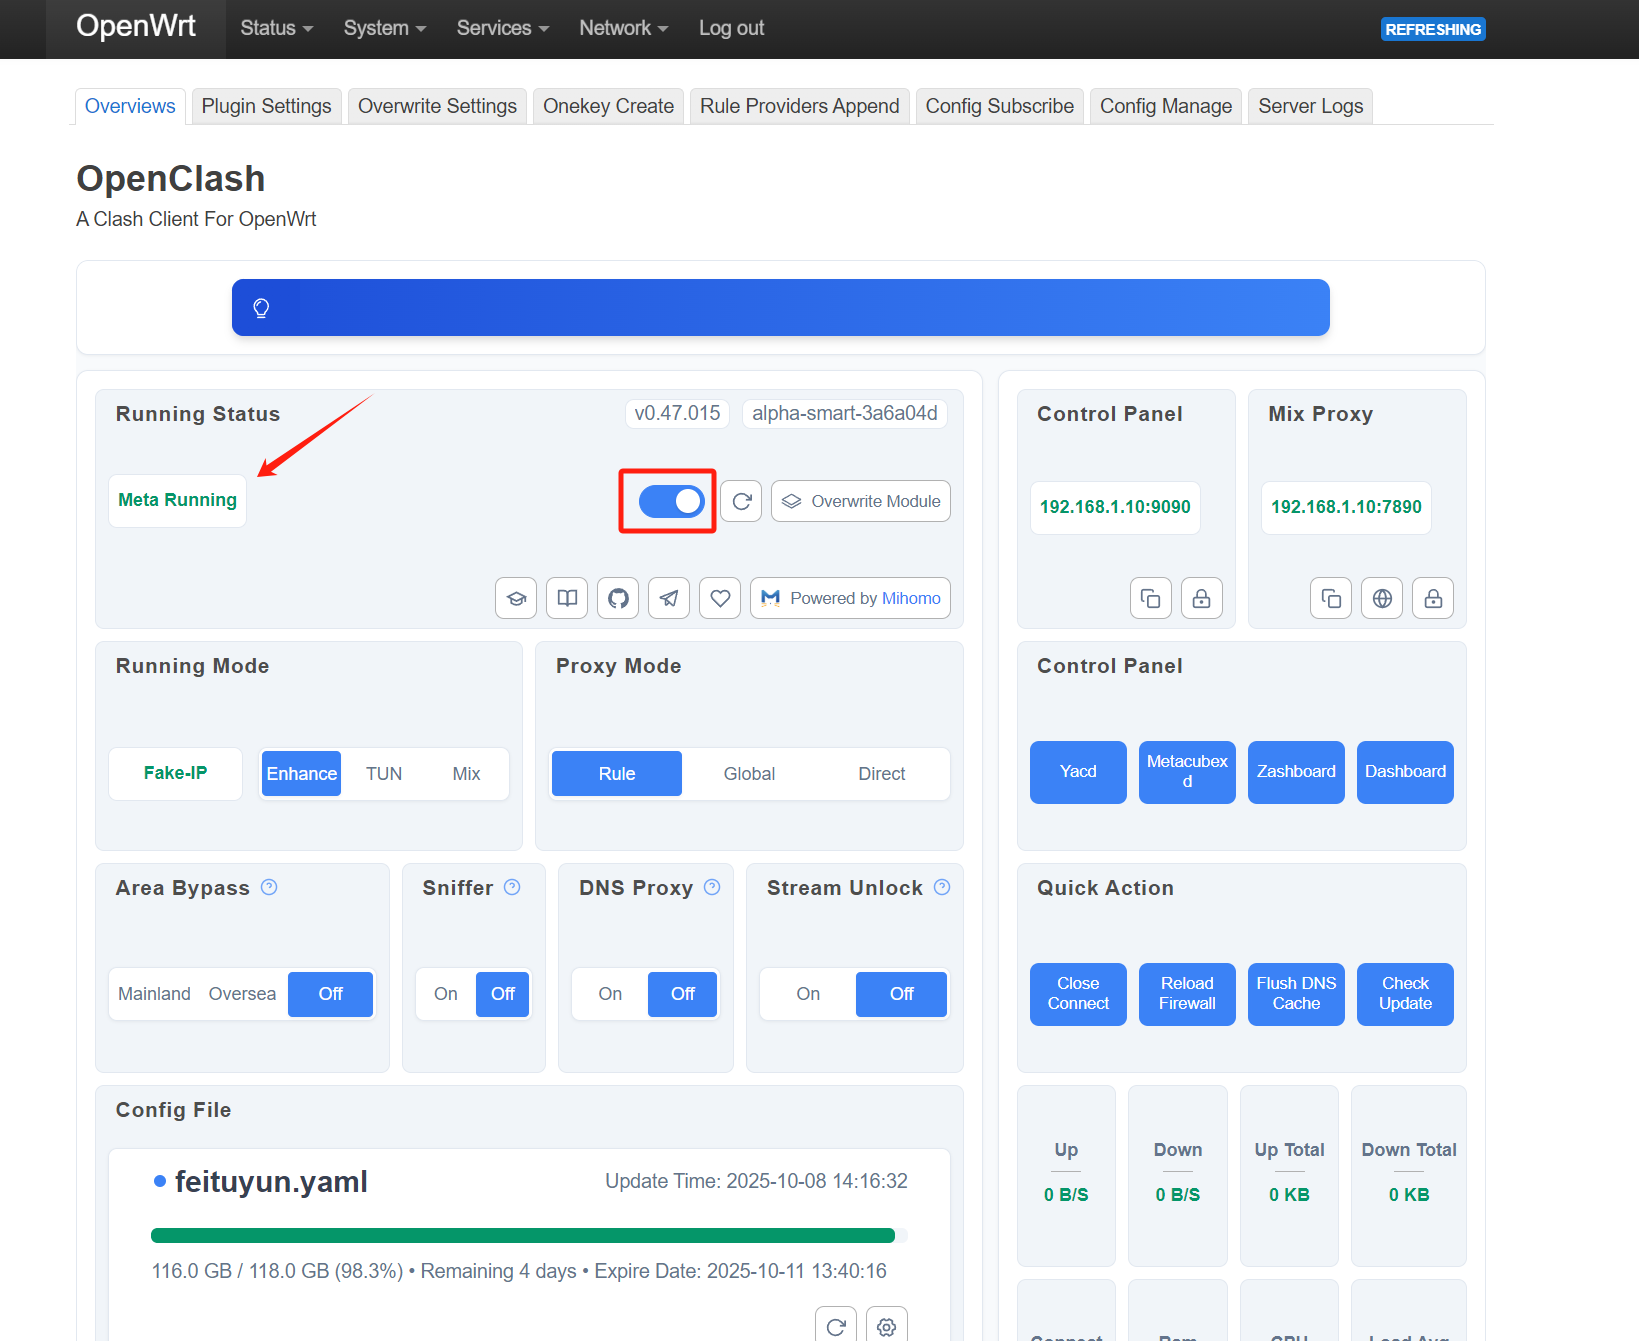 OpenWrt Status System Services Network Log out REFRESHING
Overviews Plugin Settings Overwrite Settings Onekey Create Rule Providers Append Config Subscribe Config Manage Server Logs
OpenClash
A Clash Client For OpenWrt
Running Status v0.47.015 alpha-smart-3a6a04d
Meta Running
Overwrite Module
Powered by Mihomo
Control Panel
192.168.1.10:9090
Mix Proxy
192.168.1.10:7890
Running Mode
Fake-IP Enhance TUN Mix
Proxy Mode
Rule Global Direct
Control Panel
Yacd
Metacubex
d
Zashboard
Dashboard
Area Bypass
Mainland Oversea Off
Sniffer
On Off
DNS Proxy
On Off
Stream Unlock
On Off
Quick Action
Close
Connect
Reload
Firewall
Flush DNS
Cache
Check
Update
Config File
feituyun.yaml Update Time: 2025-10-08 14:16:32
116.0 GB / 118.0 GB (98.3%) • Remaining 4 days • Expire Date: 2025-10-11 13:40:16
Up
0 B/S
Down
0 B/S
Up Total
0 KB
Down Total
0 KB